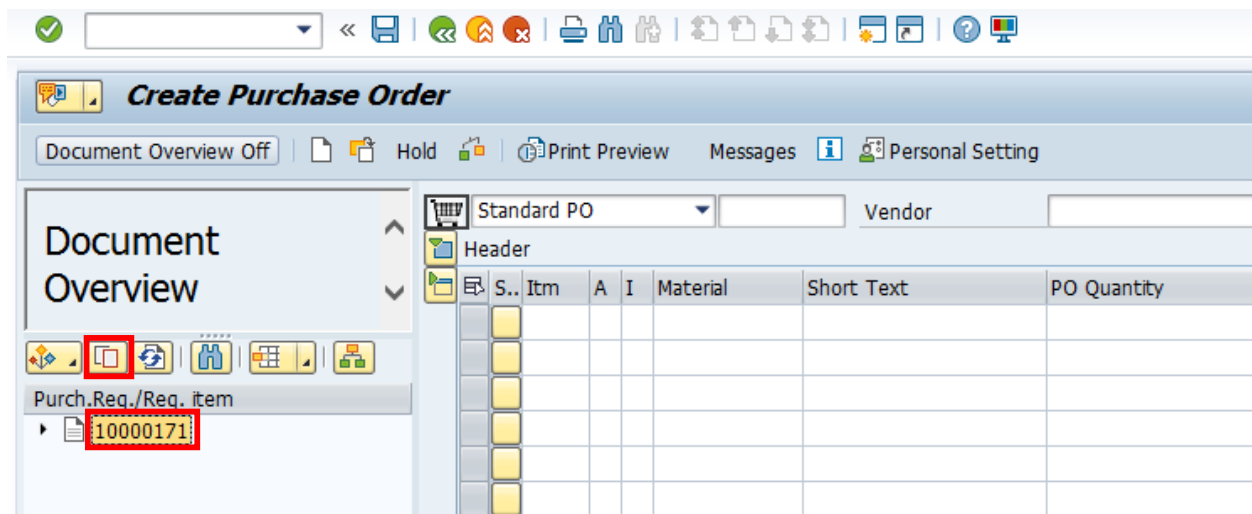 Create Purchase Order
Document Overview Off Hold Print Preview Messages Personal Setting
Document
Overview
Standard PO Vendor
Header
S.. Itm A I Material Short Text PO Quantity
Purch.Req./Req. item
10000171